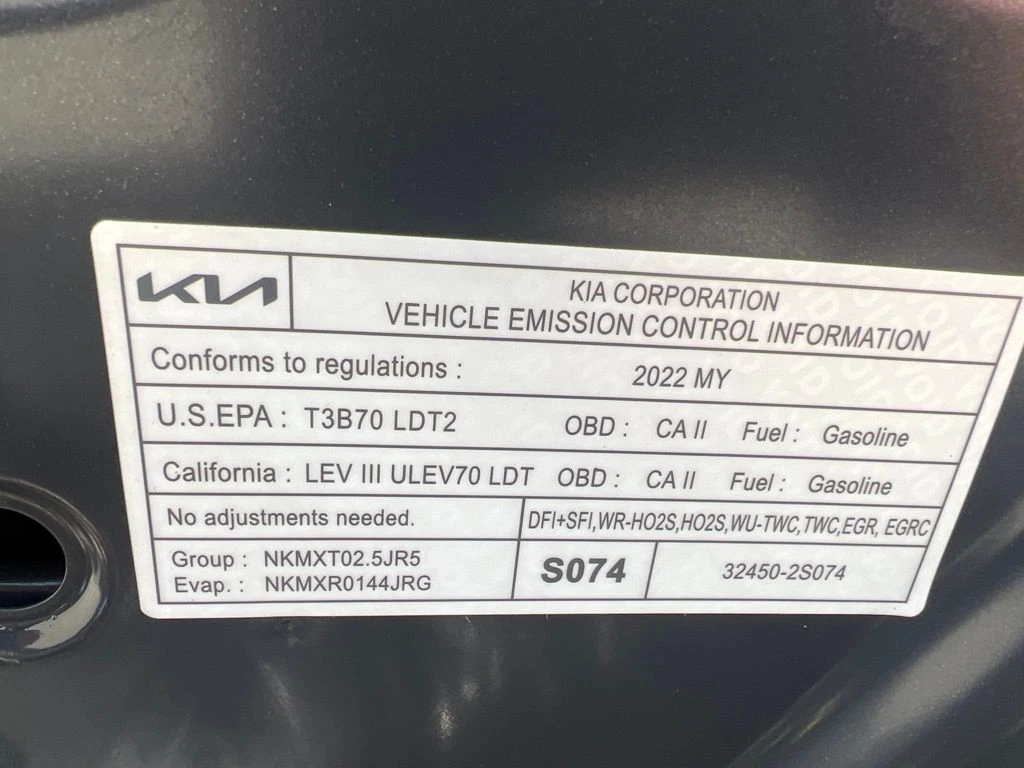 KIA
KIA CORPORATION
VEHICLE EMISSION CONTROL INFORMATION
Conforms to regulations : 2022 MY
U.S.EPA : T3B70 LDT2 OBD : CA II Fuel : Gasoline
California : LEV III ULEV70 LDT OBD : CA II Fuel : Gasoline
No adjustments needed. DFI+SFI,WR-HO2S,HO2S,WU-TWC,TWC,EGR, EGRC
Group : NKMXT02.5JR5
Evap. : NKMXR0144JRG
S074 32450-2S074